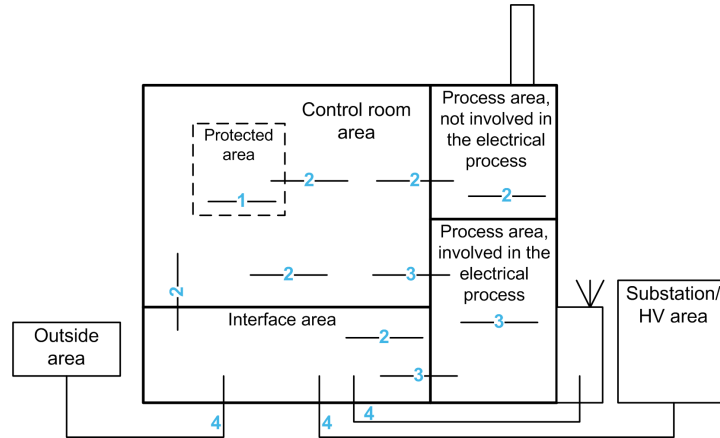 Control room
area
Process area,
not involved in
the electrical
process
Protected
area
2
2
1
2
Process area,
involved in the
electrical
process
2
2
3
Substation/
HV area
Interface area
3
Outside
area
2
3
4
4
4